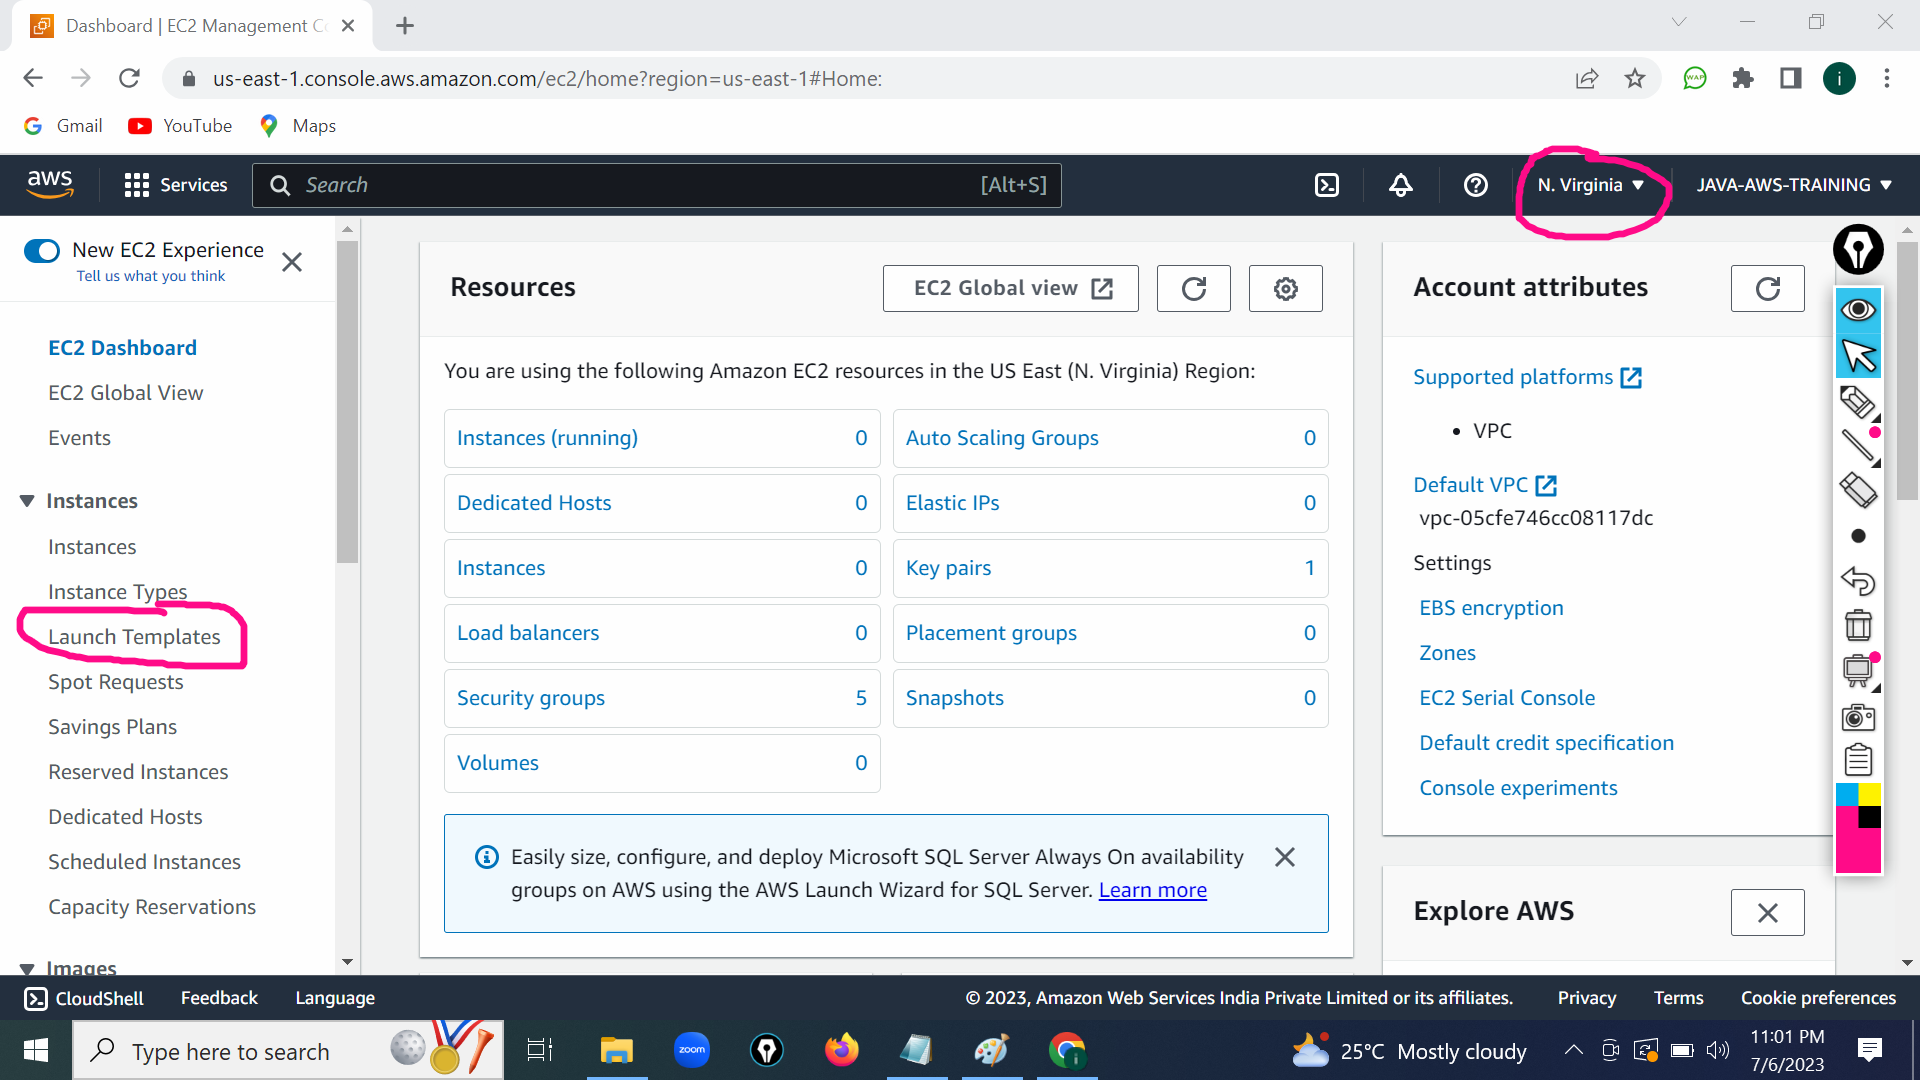 Dashboard | EC2 Management Co
us-east-1.console.aws.amazon.com/ec2/home?region=us-east-1#Home:
WAP
i
Gmail
YouTube
Maps
aws
Services
Search
[Alt+S]
N. Virginia
JAVA-AWS-TRAINING
New EC2 Experience
Tell us what you think
EC2 Dashboard
EC2 Global View
Events
Instances
Instances
Instance Types
Launch Templates
Spot Requests
Savings Plans
Reserved Instances
Dedicated Hosts
Scheduled Instances
Capacity Reservations
Images
Resources
EC2 Global view
You are using the following Amazon EC2 resources in the US East (N. Virginia) Region:
Instances (running) 0
Auto Scaling Groups 0
Dedicated Hosts 0
Elastic IPs 0
Instances 0
Key pairs 1
Load balancers 0
Placement groups 0
Security groups 5
Snapshots 0
Volumes 0
Easily size, configure, and deploy Microsoft SQL Server Always On availability
groups on AWS using the AWS Launch Wizard for SQL Server. Learn more
Account attributes
Supported platforms
• VPC
Default VPC
vpc-05cfe746cc08117dc
Settings
EBS encryption
Zones
EC2 Serial Console
Default credit specification
Console experiments
Explore AWS
CloudShell
Feedback
Language
© 2023, Amazon Web Services India Private Limited or its affiliates.
Privacy
Terms
Cookie preferences
Type here to search
zoom
i
25°C Mostly cloudy
11:01 PM
7/6/2023